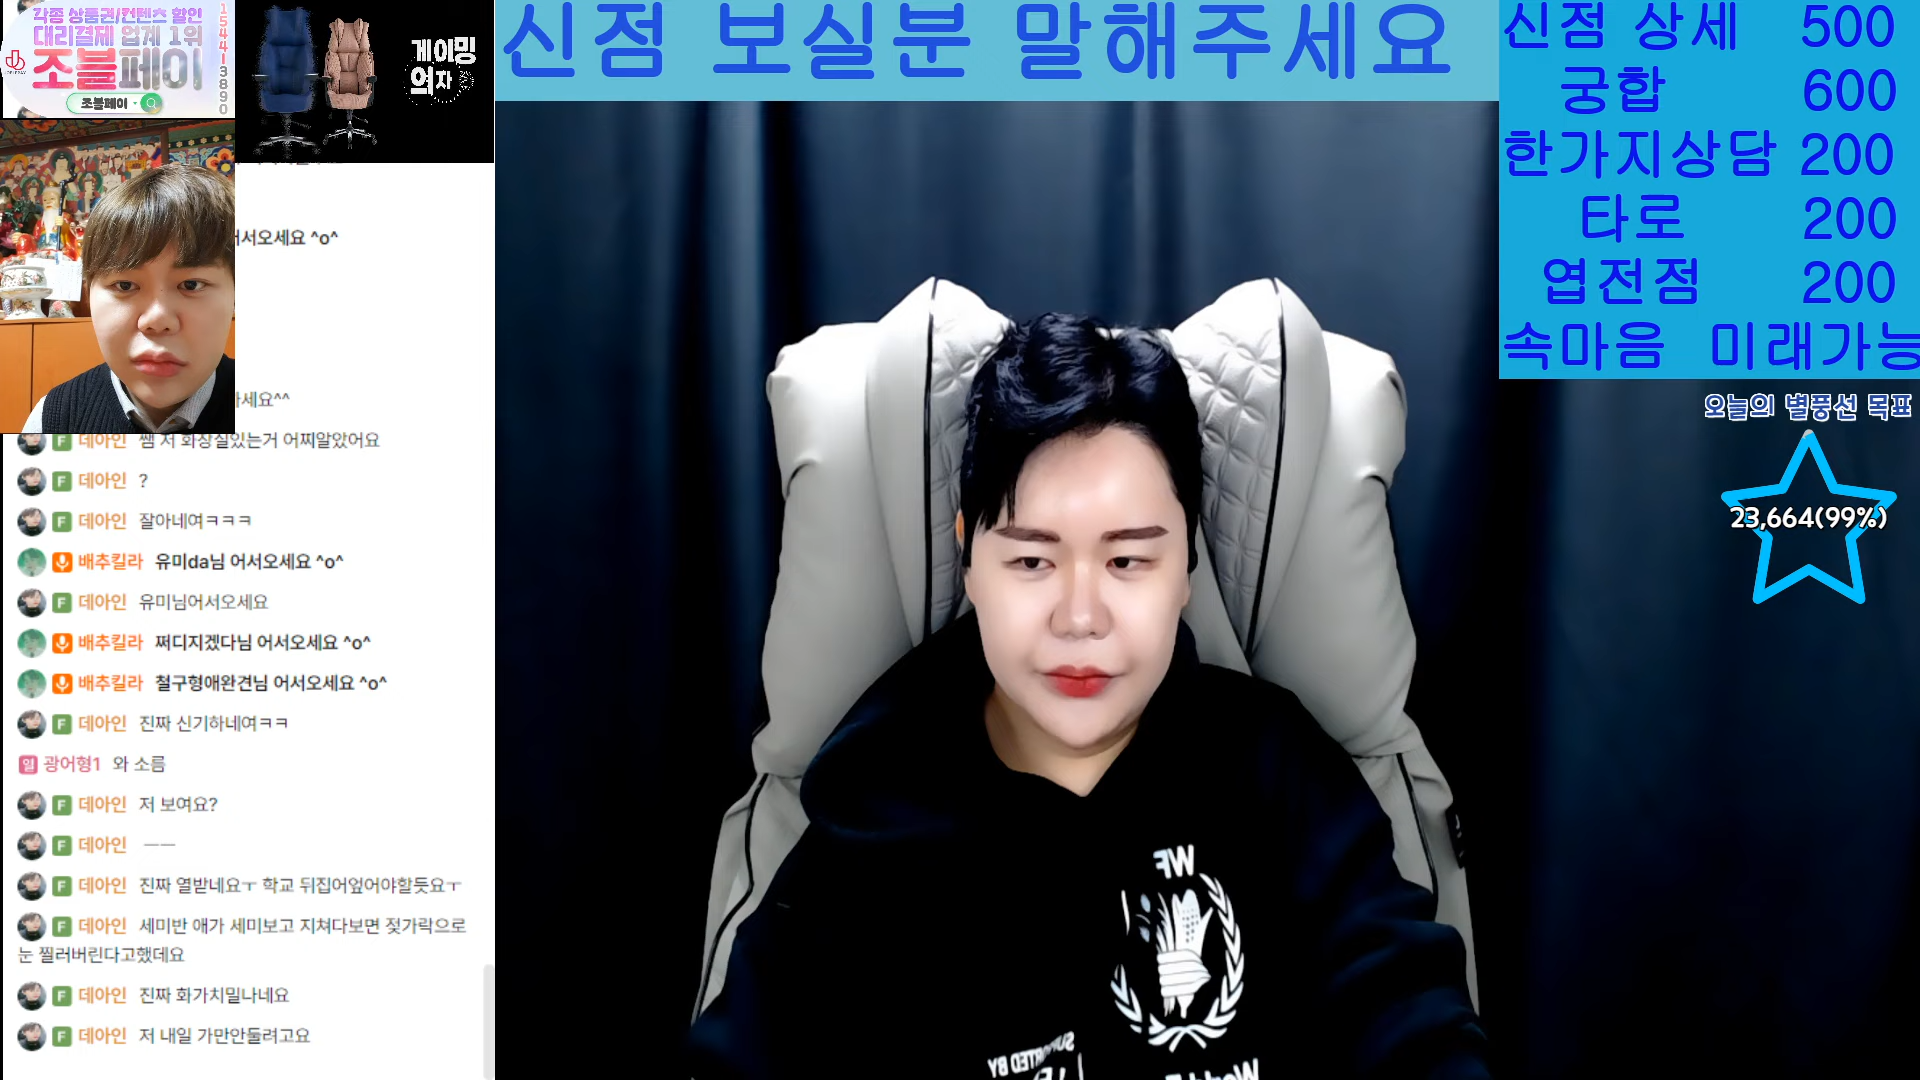 각종 상품권/컨텐츠 할인
대리결제 업계 1위
조블페이
조블페이
1544-13890
게이밍
의자
신점 보실분 말해주세요
신점 상세 500
궁합 600
한가지상담 200
타로 200
엽전점 200
속마음 미래가능
오늘의 별풍선 목표
23,664(99%)
어서오세요 ^o^
하세요^^
데아인 쌤 저 화장실있는거 어찌알았어요
데아인 ?
데아인 잘아네여ㅋㅋㅋ
배추킬라 유미da님 어서오세요 ^o^
데아인 유미님어서오세요
배추킬라 쩌디지겠다님 어서오세요 ^o^
배추킬라 철구형애완견님 어서오세요 ^o^
데아인 진짜 신기하네여ㅋㅋ
광어형1 와 소름
데아인 저 보여요?
데아인 ㅡㅡ
데아인 진짜 열받네요ㅜ 학교 뒤집어엎어야할듯요ㅜ
데아인 세미반 애가 세미보고 지쳐다보면 젖가락으로
눈 찔러버린다고했데요
데아인 진짜 화가치밀나네요
데아인 저 내일 가만안둘려고요
WF
SUPPORTED BY